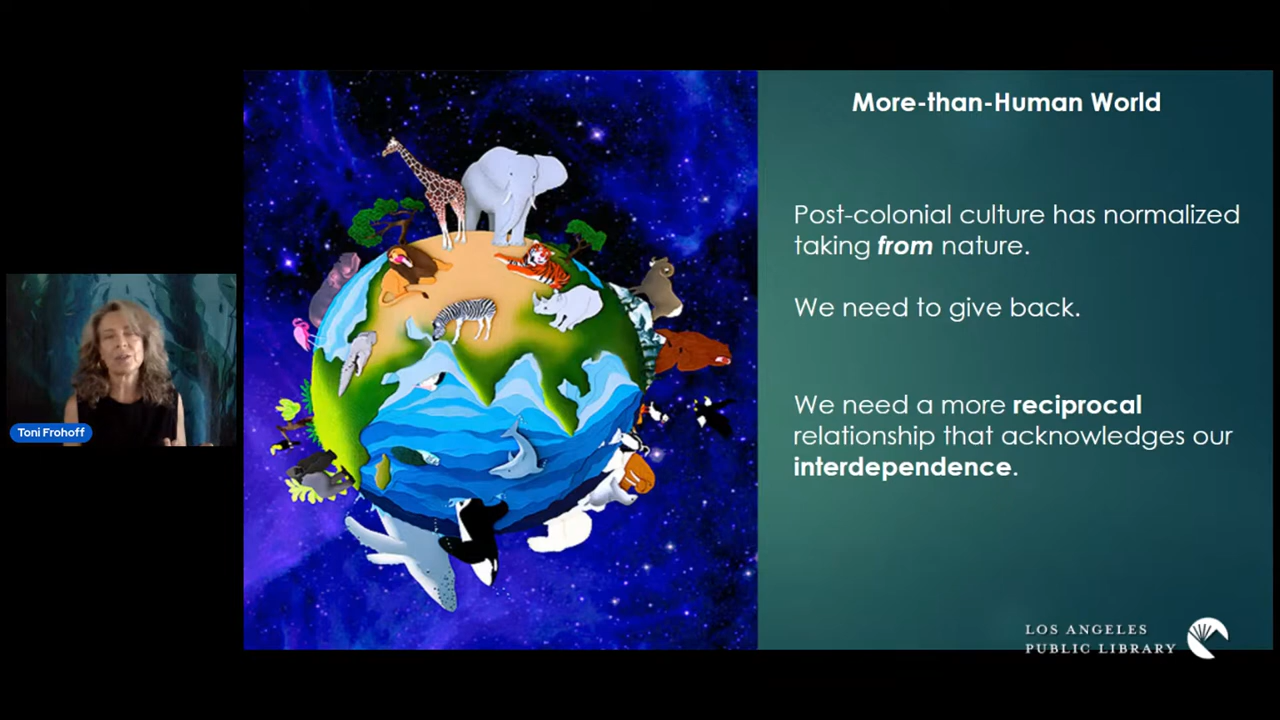 More-than-Human World
Post-colonial culture has normalized
taking from nature.
We need to give back.
We need a more reciprocal
relationship that acknowledges our
interdependence.
Toni Frohoff
LOS ANGELES
PUBLIC LIBRARY